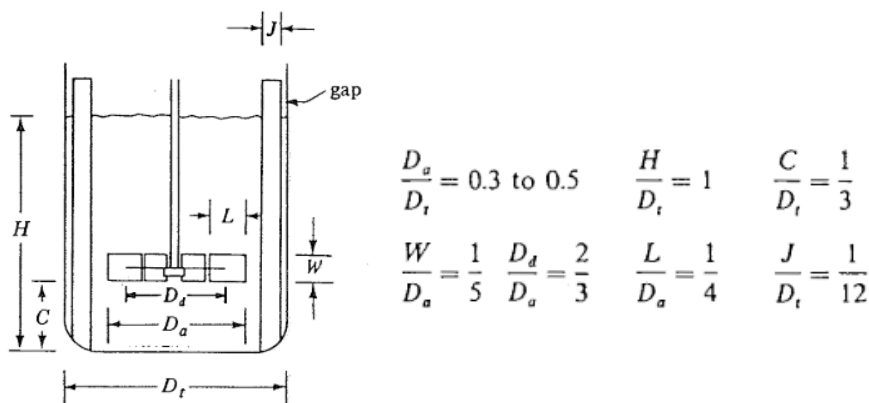 J
gap
H
L
W
C
D_d
D_a
D_t
D_a/D_t = 0.3 to 0.5 H/D_t = 1 C/D_t = 1/3
W/D_a = 1/5 D_d/D_a = 2/3 L/D_a = 1/4 J/D_t = 1/12